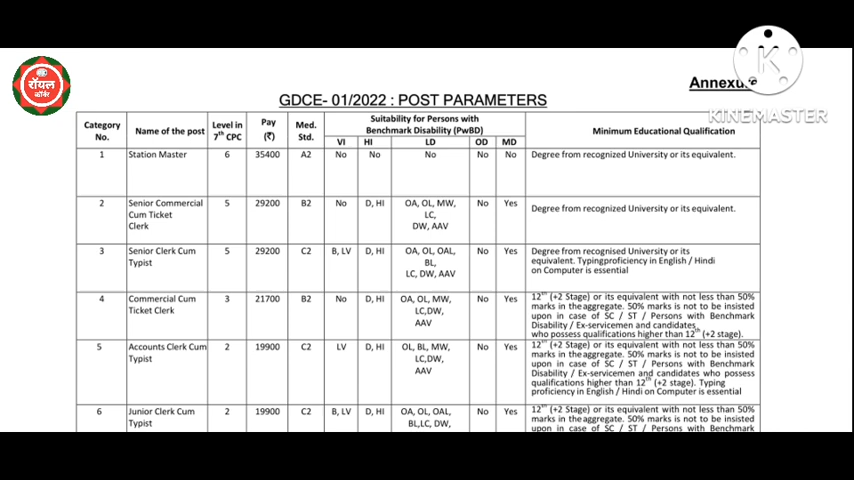 रॉयल
कॉर्नर
K
KINEMASTER
GDCE- 01/2022 : POST PARAMETERS
Category No. | Name of the post | Level in 7th CPC | Pay (₹) | Med. Std. | Suitability for Persons with Benchmark Disability (PwBD) | Minimum Educational Qualification
VI | HI | LD | OD | MD
1 | Station Master | 6 | 35400 | A2 | No | No | No | No | No | Degree from recognized University or its equivalent.
2 | Senior Commercial Cum Ticket Clerk | 5 | 29200 | B2 | No | D, HI | OA, OL, MW, LC, DW, AAV | No | Yes | Degree from recognized University or its equivalent.
3 | Senior Clerk Cum Typist | 5 | 29200 | C2 | B, LV | D, HI | OA, OL, OAL, BL, LC, DW, AAV | No | Yes | Degree from recognised University or its equivalent. Typingproficiency in English / Hindi on Computer is essential
4 | Commercial Cum Ticket Clerk | 3 | 21700 | B2 | No | D, HI | OA, OL, MW, LC,DW, AAV | No | Yes | 12th (+2 Stage) or its equivalent with not less than 50% marks in the aggregate. 50% marks is not to be insisted upon in case of SC / ST / Persons with Benchmark Disability / Ex-servicemen and candidates who possess qualifications higher than 12th (+2 stage).
5 | Accounts Clerk Cum Typist | 2 | 19900 | C2 | LV | D, HI | OL, BL, MW, LC,DW, AAV | No | Yes | 12th (+2 Stage) or its equivalent with not less than 50% marks in the aggregate. 50% marks is not to be insisted upon in case of SC / ST / Persons with Benchmark Disability / Ex-servicemen and candidates who possess qualifications higher than 12th (+2 stage). Typing proficiency in English / Hindi on Computer is essential
6 | Junior Clerk Cum Typist | 2 | 19900 | C2 | B, LV | D, HI | OA, OL, OAL, BL,LC, DW, | No | Yes | 12th (+2 Stage) or its equivalent with not less than 50% marks in the aggregate. 50% marks is not to be insisted upon in case of SC / ST / Persons with Benchmark